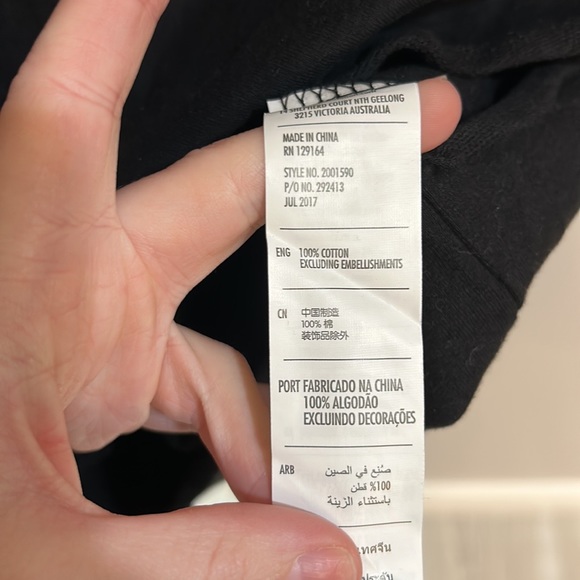 14 SHEPHERD COURT NTH GEELONG
3215 VICTORIA AUSTRALIA
MADE IN CHINA
RN 129164
STYLE NO. 2001590
P/O NO. 292413
JUL 2017
ENG 100% COTTON
EXCLUDING EMBELLISHMENTS
CN 中国制造
100% 棉
装饰品除外
PORT FABRICADO NA CHINA
100% ALGODÃO
EXCLUINDO DECORAÇÕES
ARB صُنِع في الصين
100% قطن
باستثناء الزينة